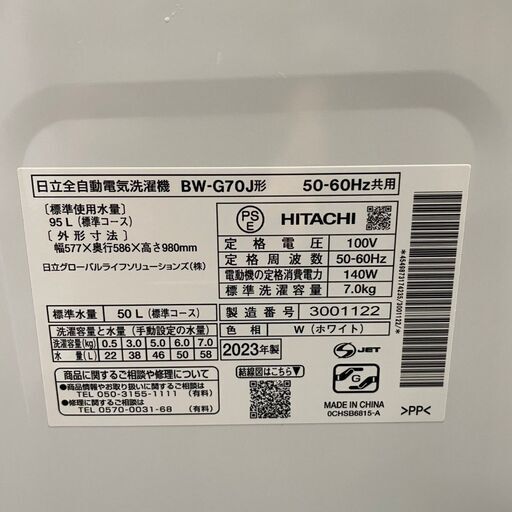 日立全自動電気洗濯機 BW-G70J形 50-60Hz共用
〔標準使用水量〕
95L(標準コース)
〔外形寸法〕
幅577×奥行586×高さ980mm
日立グローバルライフソリューションズ(株)
標準水量 50L(標準コース)
洗濯容量と水量(手動設定の水量)
洗濯容量(kg) 0.5 3.0 5.0 6.0 7.0
水量(L) 22 38 46 50 58
商品に関するご相談や修理について
●商品情報やお取り扱いに関するご相談
TEL 050-3155-1111(有料)
●修理に関するご相談
TEL 0570-0031-68(有料)
PS
E
HITACHI
定格電圧 100V
定格周波数 50-60Hz
電動機の定格消費電力 140W
標準洗濯容量 7.0kg
製造番号 3001122
色相 W(ホワイト)
2023年製
結線図はこちら
S JET
G
MADE IN CHINA
0CHSB6815-A
*4549873174235/3001122/*
>PP<